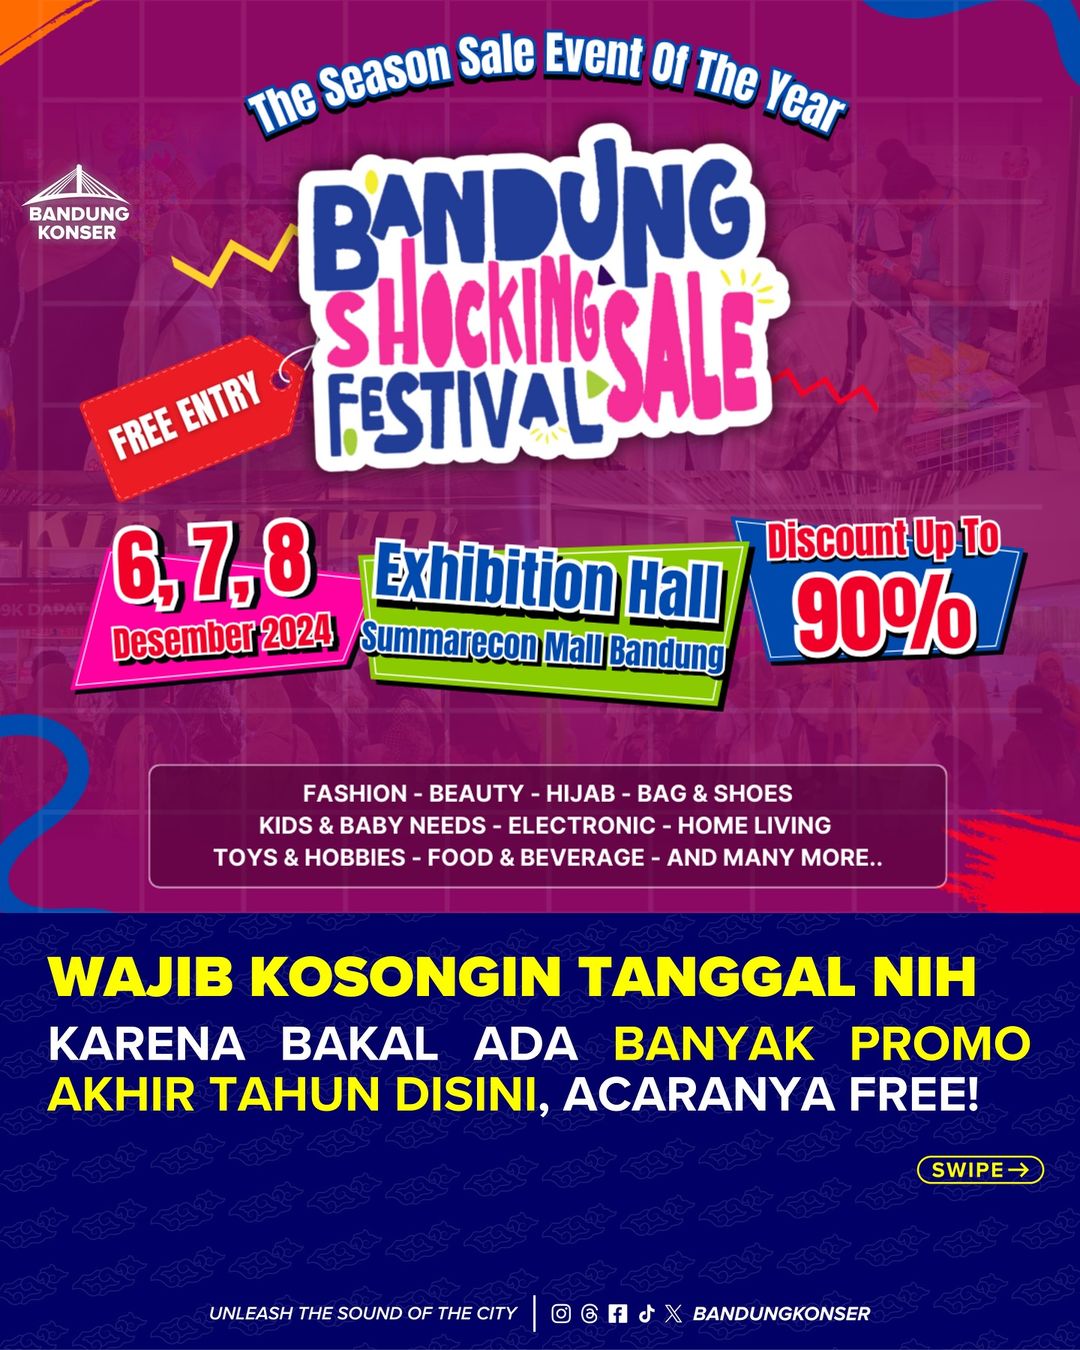 The Season Sale Event Of The Year
BANDUNG
KONSER
BANDUNG
SHOCKING SALE
FESTIVAL
FREE ENTRY
6, 7, 8
Desember 2024
Exhibition Hall
Summarecon Mall Bandung
Discount Up To
90%
FASHION - BEAUTY - HIJAB - BAG & SHOES
KIDS & BABY NEEDS - ELECTRONIC - HOME LIVING
TOYS & HOBBIES - FOOD & BEVERAGE - AND MANY MORE..
WAJIB KOSONGIN TANGGAL NIH
KARENA BAKAL ADA BANYAK PROMO
AKHIR TAHUN DISINI, ACARANYA FREE!
SWIPE→
UNLEASH THE SOUND OF THE CITY | BANDUNGKONSER